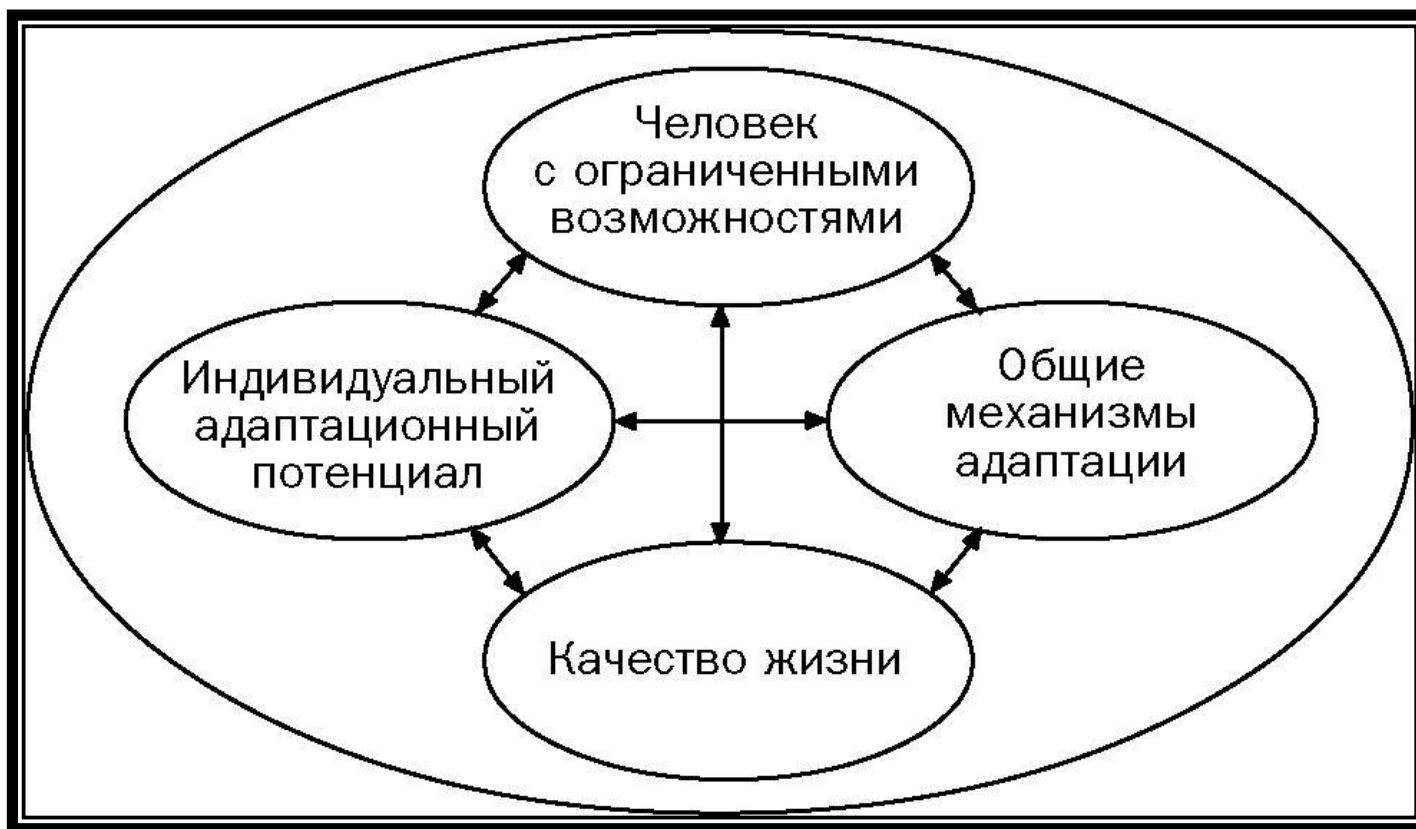 Человек
с ограниченными
возможностями
Индивидуальный
адаптационный
потенциал
Общие
механизмы
адаптации
Качество жизни